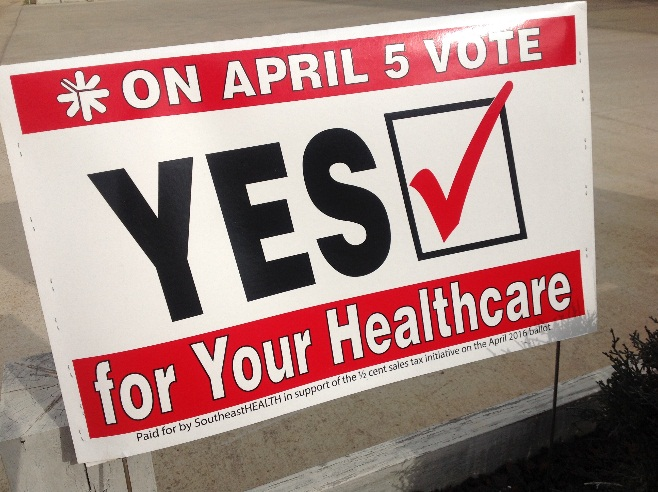 ON APRIL 5 VOTE
YES
for Your Healthcare
Paid for by SoutheastHEALTH in support of the ½ cent sales tax initiative on the April 2016 ballot